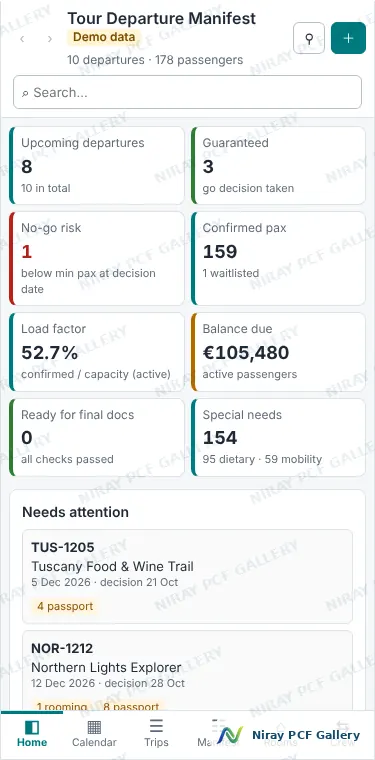 Tour Departure Manifest
Demo data
10 departures · 178 passengers
Search...
Upcoming departures
8
10 in total
Guaranteed
3
go decision taken
No-go risk
1
below min pax at decision
date
Confirmed pax
159
1 waitlisted
Load factor
52.7%
confirmed / capacity (active)
Balance due
€105,480
active passengers
Ready for final docs
0
all checks passed
Special needs
154
95 dietary · 59 mobility
Needs attention
TUS-1205
Tuscany Food & Wine Trail
5 Dec 2026 · decision 21 Oct
4 passport
NOR-1212
Northern Lights Explorer
12 Dec 2026 · decision 28 Oct
1 rooming 8 passport
Home
Calendar
Trips
Rooms
Crew
Niray PCF Gallery
NIRAY PCF GALLERY